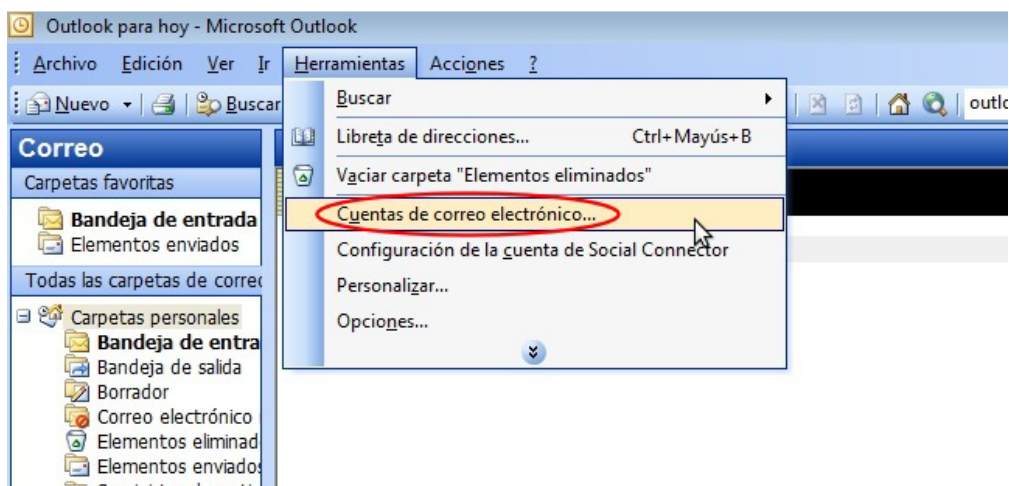 Outlook para hoy - Microsoft Outlook
Archivo Edición Ver Ir Herramientas Acciones ?
Nuevo Buscar outlo
Buscar
Libreta de direcciones... Ctrl+Mayús+B
Vaciar carpeta "Elementos eliminados"
Cuentas de correo electrónico...
Configuración de la cuenta de Social Connector
Personalizar...
Opciones...
Correo
Carpetas favoritas
Bandeja de entrada
Elementos enviados
Todas las carpetas de correo
Carpetas personales
Bandeja de entra
Bandeja de salida
Borrador
Correo electrónico
Elementos eliminad
Elementos enviados